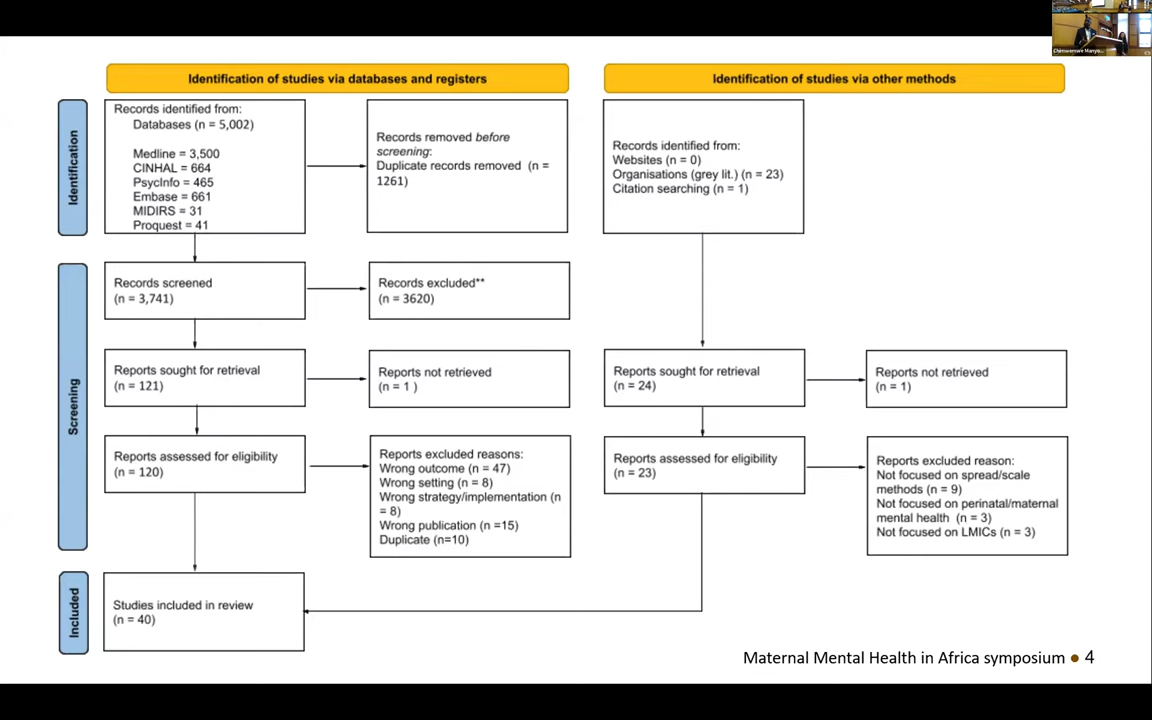 Identification of studies via databases and registers
Identification of studies via other methods
Identification
Records identified from:
Databases (n = 5,002)
Medline = 3,500
CINHAL = 664
PsycInfo = 465
Embase = 661
MIDIRS = 31
Proquest = 41
Records removed before
screening:
Duplicate records removed (n =
1261)
Records identified from:
Websites (n = 0)
Organisations (grey lit.) (n = 23)
Citation searching (n = 1)
Screening
Records screened
(n = 3,741)
Records excluded**
(n = 3620)
Reports sought for retrieval
(n = 121)
Reports not retrieved
(n = 1 )
Reports sought for retrieval
(n = 24)
Reports not retrieved
(n = 1)
Reports assessed for eligibility
(n = 120)
Reports excluded reasons:
Wrong outcome (n = 47)
Wrong setting (n = 8)
Wrong strategy/implementation (n
= 8)
Wrong publication (n =15)
Duplicate (n=10)
Reports assessed for eligibility
(n = 23)
Reports excluded reason:
Not focused on spread/scale
methods (n = 9)
Not focused on perinatal/maternal
mental health (n = 3)
Not focused on LMICs (n = 3)
Included
Studies included in review
(n = 40)
Maternal Mental Health in Africa symposium ● 4